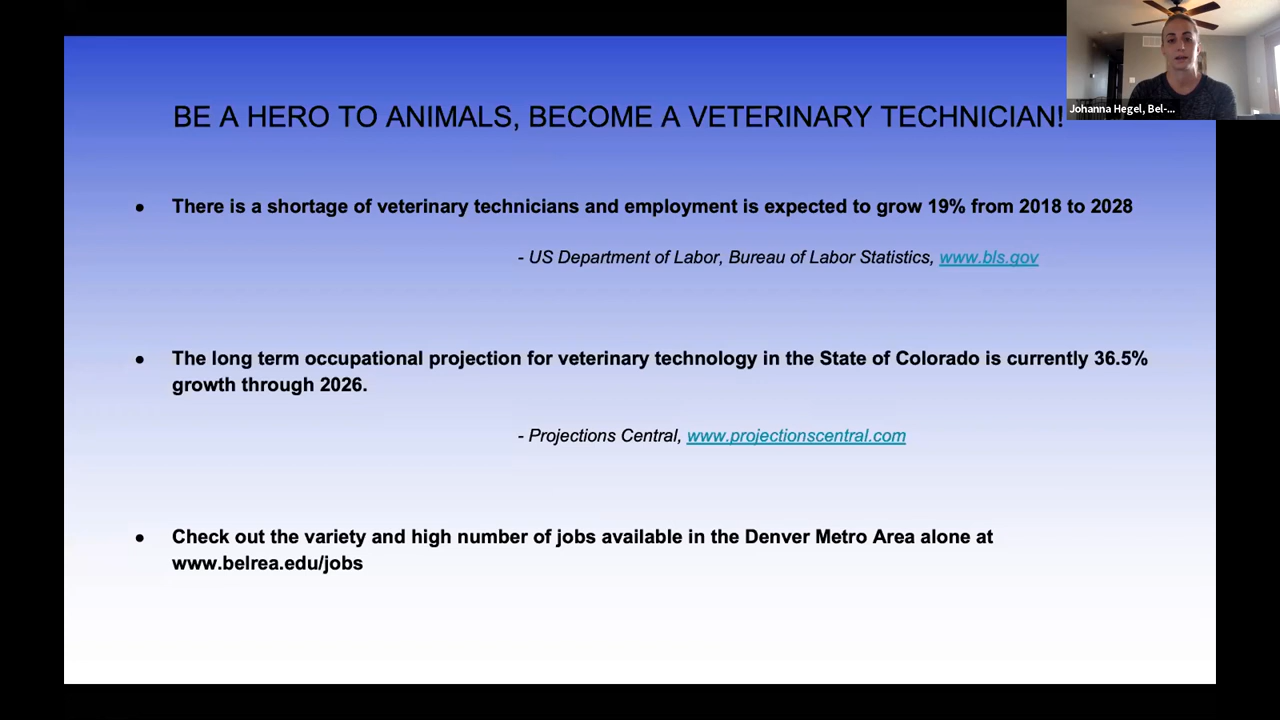 BE A HERO TO ANIMALS, BECOME A VETERINARY TECHNICIAN!
Johanna Hegel, Bel-...
● There is a shortage of veterinary technicians and employment is expected to grow 19% from 2018 to 2028
- US Department of Labor, Bureau of Labor Statistics, www.bls.gov
● The long term occupational projection for veterinary technology in the State of Colorado is currently 36.5%
growth through 2026.
- Projections Central, www.projectionscentral.com
● Check out the variety and high number of jobs available in the Denver Metro Area alone at
www.belrea.edu/jobs